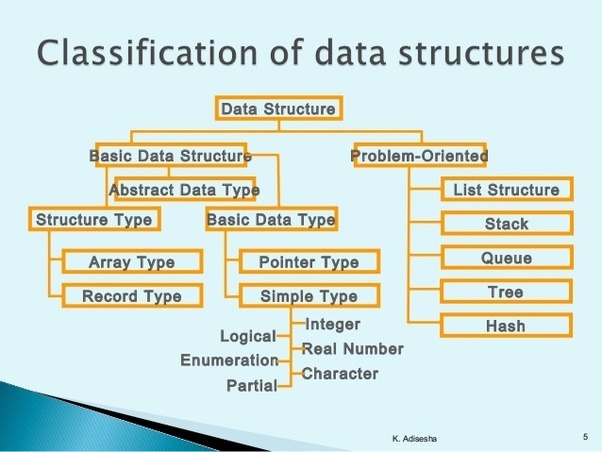 Classification of data structures
Data Structure
Basic Data Structure
Problem-Oriented
Abstract Data Type
List Structure
Structure Type
Basic Data Type
Stack
Array Type
Pointer Type
Queue
Record Type
Simple Type
Tree
Integer
Hash
Logical
Real Number
Enumeration
Character
Partial
K. Adisesha
5